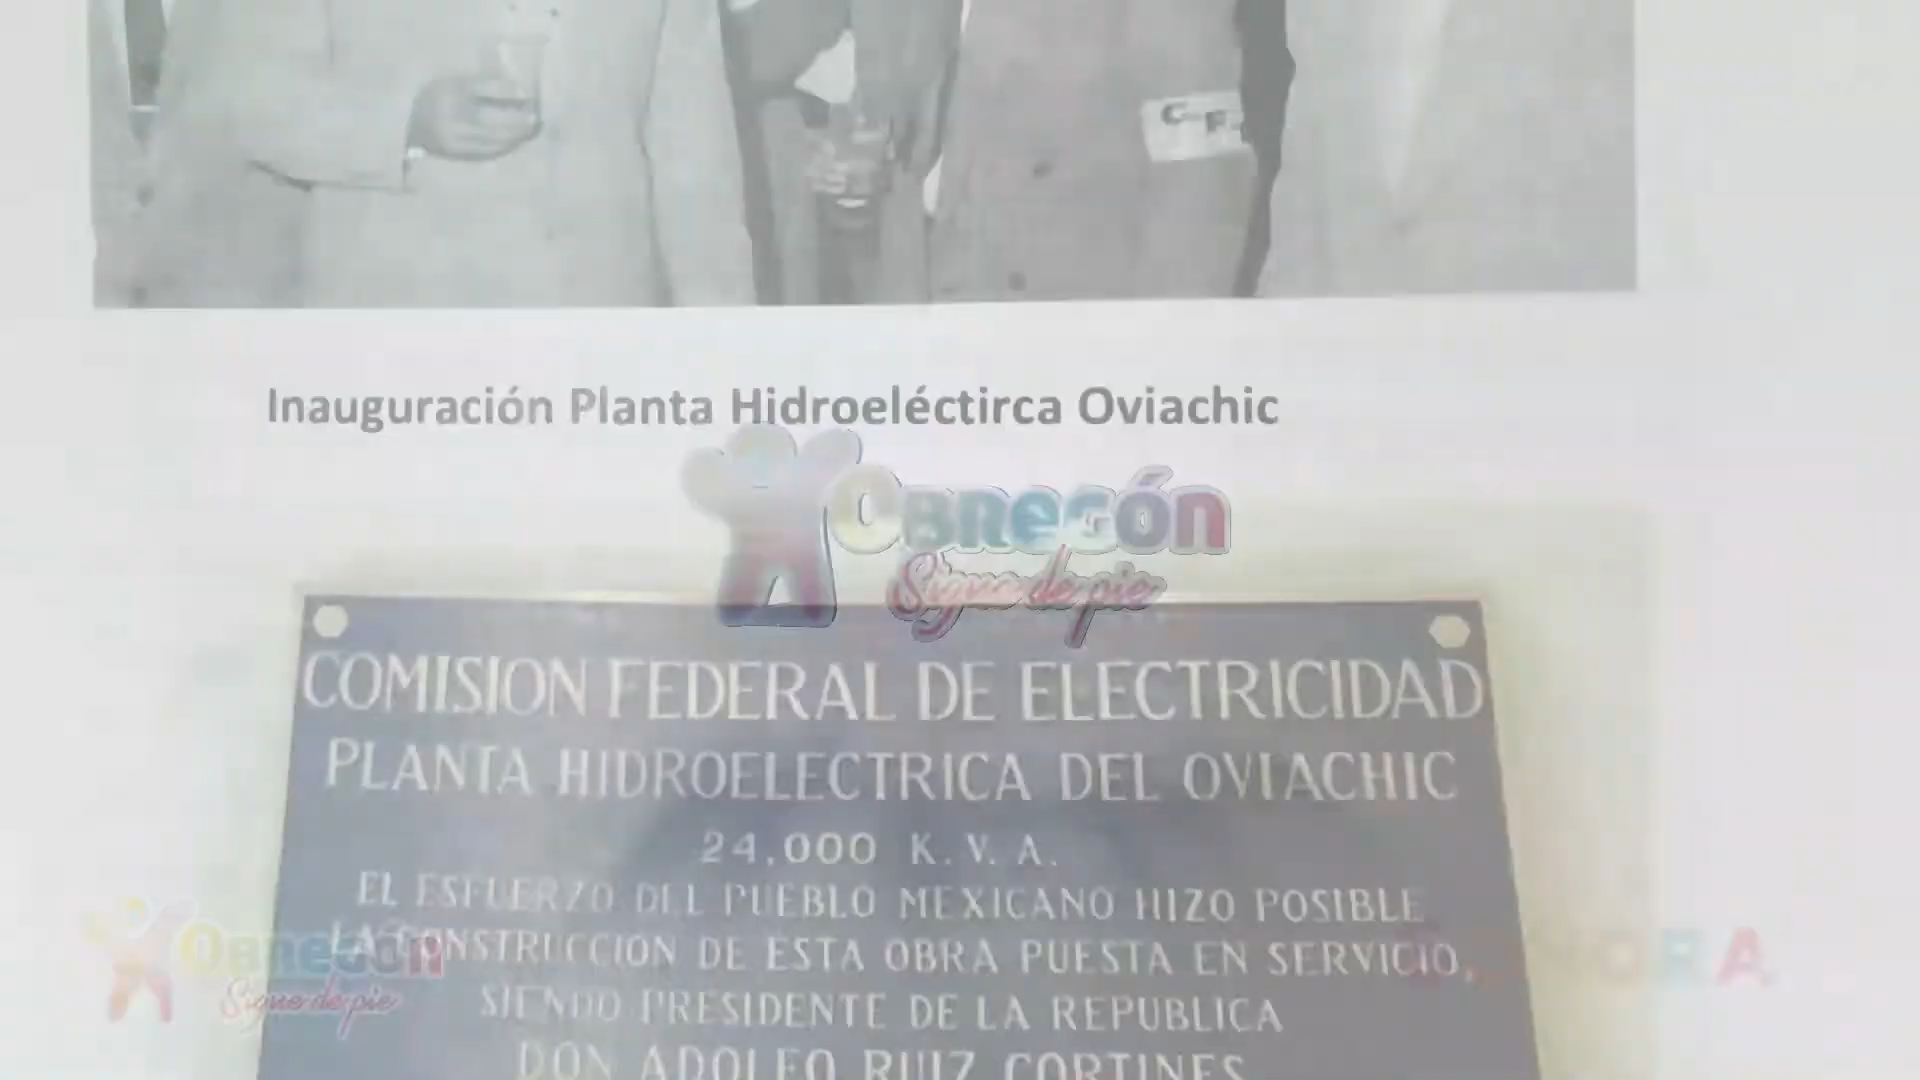 Inauguración Planta Hidroeléctirca Oviachic
Obregón
Sigue de pie
COMISION FEDERAL DE ELECTRICIDAD
PLANTA HIDROELECTRICA DEL OVIACHIC
24,000 K.V.A.
EL ESFUERZO DEL PUEBLO MEXICANO HIZO POSIBLE
LA CONSTRUCCION DE ESTA OBRA PUESTA EN SERVICIO,
SIENDO PRESIDENTE DE LA REPUBLICA
DON ADOLFO RUIZ CORTINES
Obregón
Sigue de pie